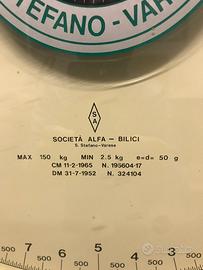 TEFANO - VAR
S
A
SOCIETÀ ALFA – BILICI
S. Stefano-Varese
MAX 150 kg MIN 2.5 kg e=d= 50 g
CM 11-2-1965 N. 195604-17
DM 31-7-1952 N. 324104
7 6 5 4 3
500 500 500 500 500 500
subito